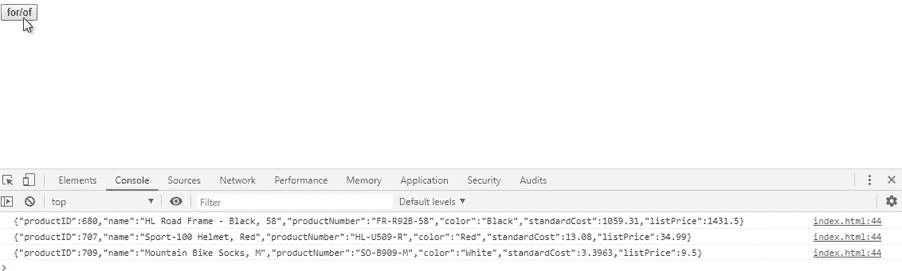 for/of
Elements Console Sources Network Performance Memory Application Security Audits
top Filter Default levels
{"productID":680,"name":"HL Road Frame - Black, 58","productNumber":"FR-R92B-58","color":"Black","standardCost":1059.31,"listPrice":1431.5} index.html:44
{"productID":707,"name":"Sport-100 Helmet, Red","productNumber":"HL-U509-R","color":"Red","standardCost":13.08,"listPrice":34.99} index.html:44
{"productID":709,"name":"Mountain Bike Socks, M","productNumber":"SO-B909-M","color":"White","standardCost":3.3963,"listPrice":9.5} index.html:44
>